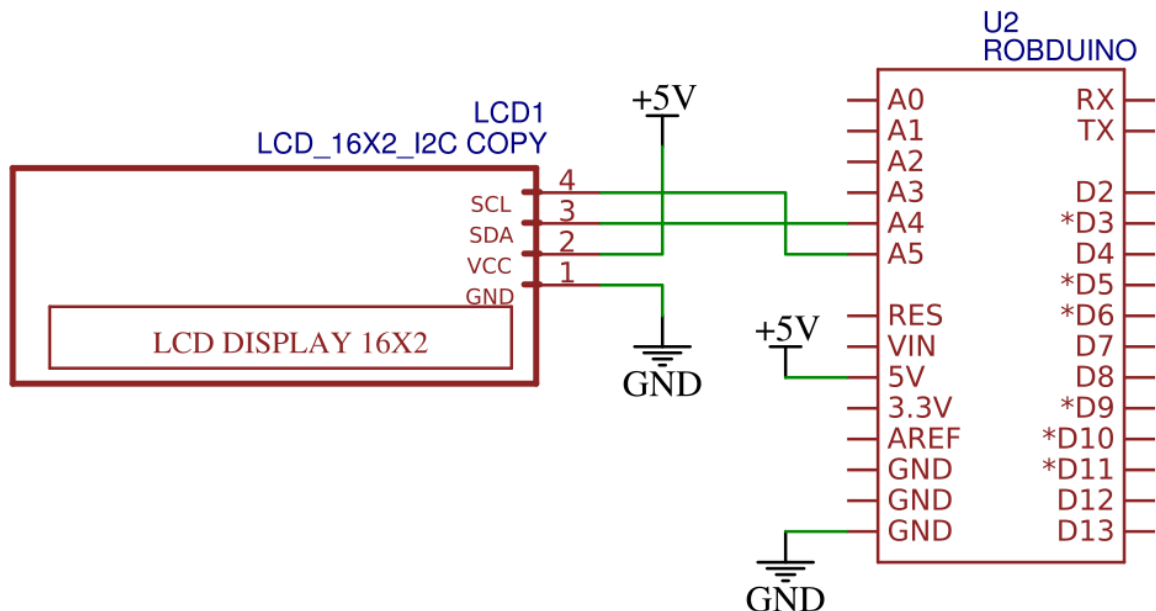 U2
ROBDUINO
LCD1
LCD_16X2_I2C COPY
+5V
4
SCL
3
SDA
2
VCC
1
GND
LCD DISPLAY 16X2
GND
+5V
GND
A0 RX
A1 TX
A2
A3 D2
A4 *D3
A5 D4
*D5
RES *D6
VIN D7
5V D8
3.3V *D9
AREF *D10
GND *D11
GND D12
GND D13